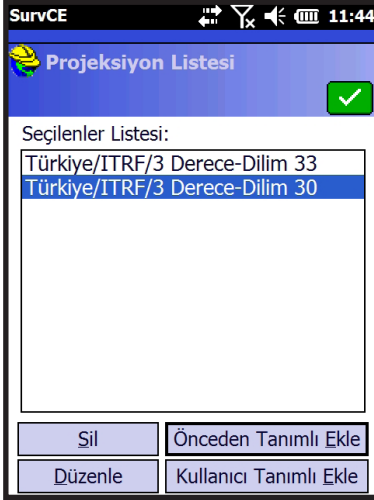 SurvCE 11:44
Projeksiyon Listesi
Seçilenler Listesi:
Türkiye/ITRF/3 Derece-Dilim 33
Türkiye/ITRF/3 Derece-Dilim 30
Sil Önceden Tanımlı Ekle
Düzenle Kullanıcı Tanımlı Ekle